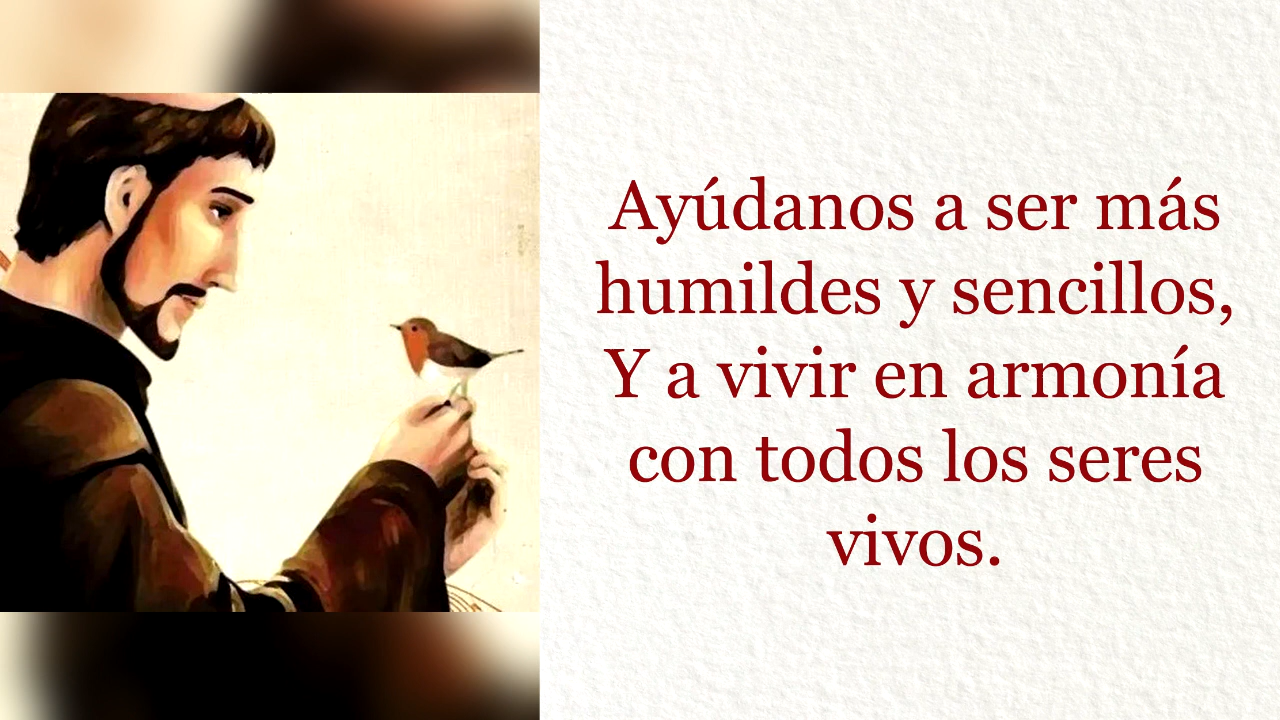 Ayúdanos a ser más
humildes y sencillos,
Y a vivir en armonía
con todos los seres
vivos.